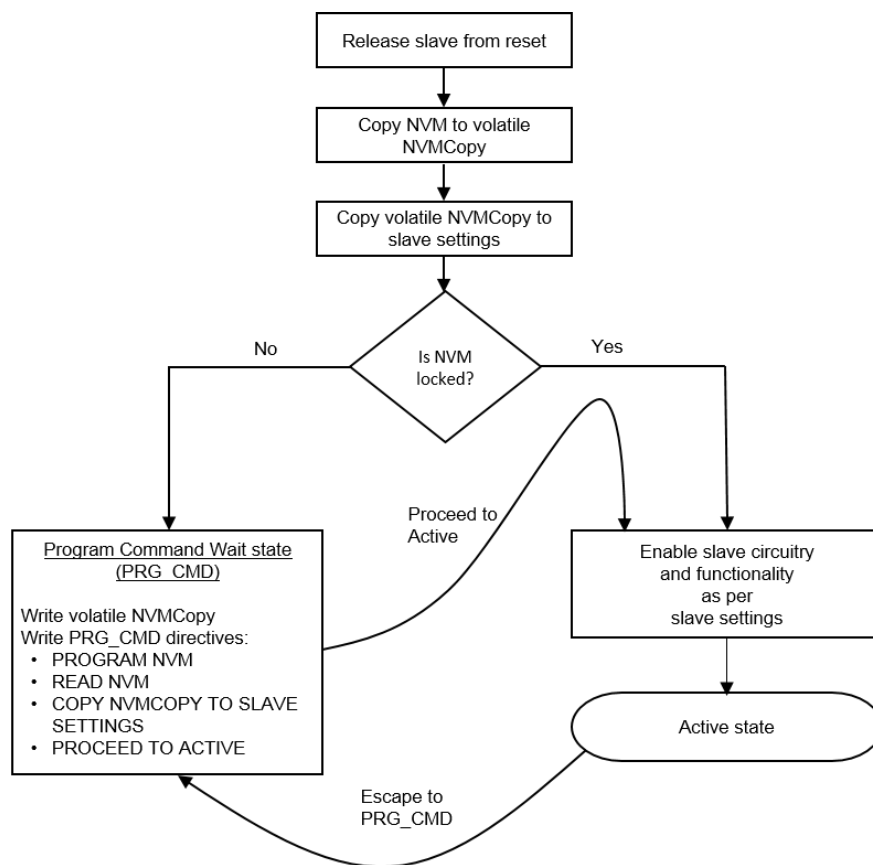 Release slave from reset
Copy NVM to volatile
NVMCopy
Copy volatile NVMCopy to
slave settings
Is NVM
locked?
No
Yes
Proceed to
Active
Program Command Wait state
(PRG_CMD)
Write volatile NVMCopy
Write PRG_CMD directives:
• PROGRAM NVM
• READ NVM
• COPY NVMCOPY TO SLAVE
SETTINGS
• PROCEED TO ACTIVE
Enable slave circuitry
and functionality
as per
slave settings
Active state
Escape to
PRG_CMD